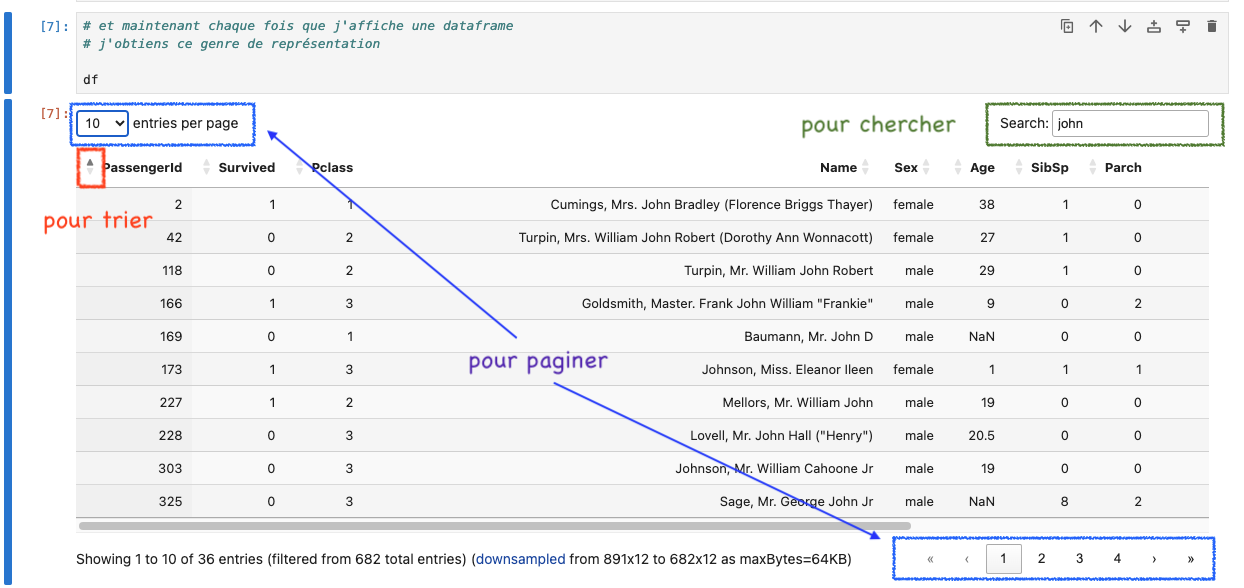 [7]: # et maintenant chaque fois que j'affiche une dataframe
# j'obtiens ce genre de représentation
df
[7]: 10 entries per page
pour chercher
Search: john
PassengerId Survived Pclass Name Sex Age SibSp Parch
pour trier
2 1 1 Cumings, Mrs. John Bradley (Florence Briggs Thayer) female 38 1 0
42 0 2 Turpin, Mrs. William John Robert (Dorothy Ann Wonnacott) female 27 1 0
118 0 2 Turpin, Mr. William John Robert male 29 1 0
166 1 3 Goldsmith, Master. Frank John William "Frankie" male 9 0 2
169 0 1 Baumann, Mr. John D male NaN 0 0
pour paginer
173 1 3 Johnson, Miss. Eleanor Ileen female 1 1 1
227 1 2 Mellors, Mr. William John male 19 0 0
228 0 3 Lovell, Mr. John Hall ("Henry") male 20.5 0 0
303 0 3 Johnson, Mr. William Cahoone Jr male 19 0 0
325 0 3 Sage, Mr. George John Jr male NaN 8 2
Showing 1 to 10 of 36 entries (filtered from 682 total entries) (downsampled from 891x12 to 682x12 as maxBytes=64KB)
« ‹ 1 2 3 4 › »